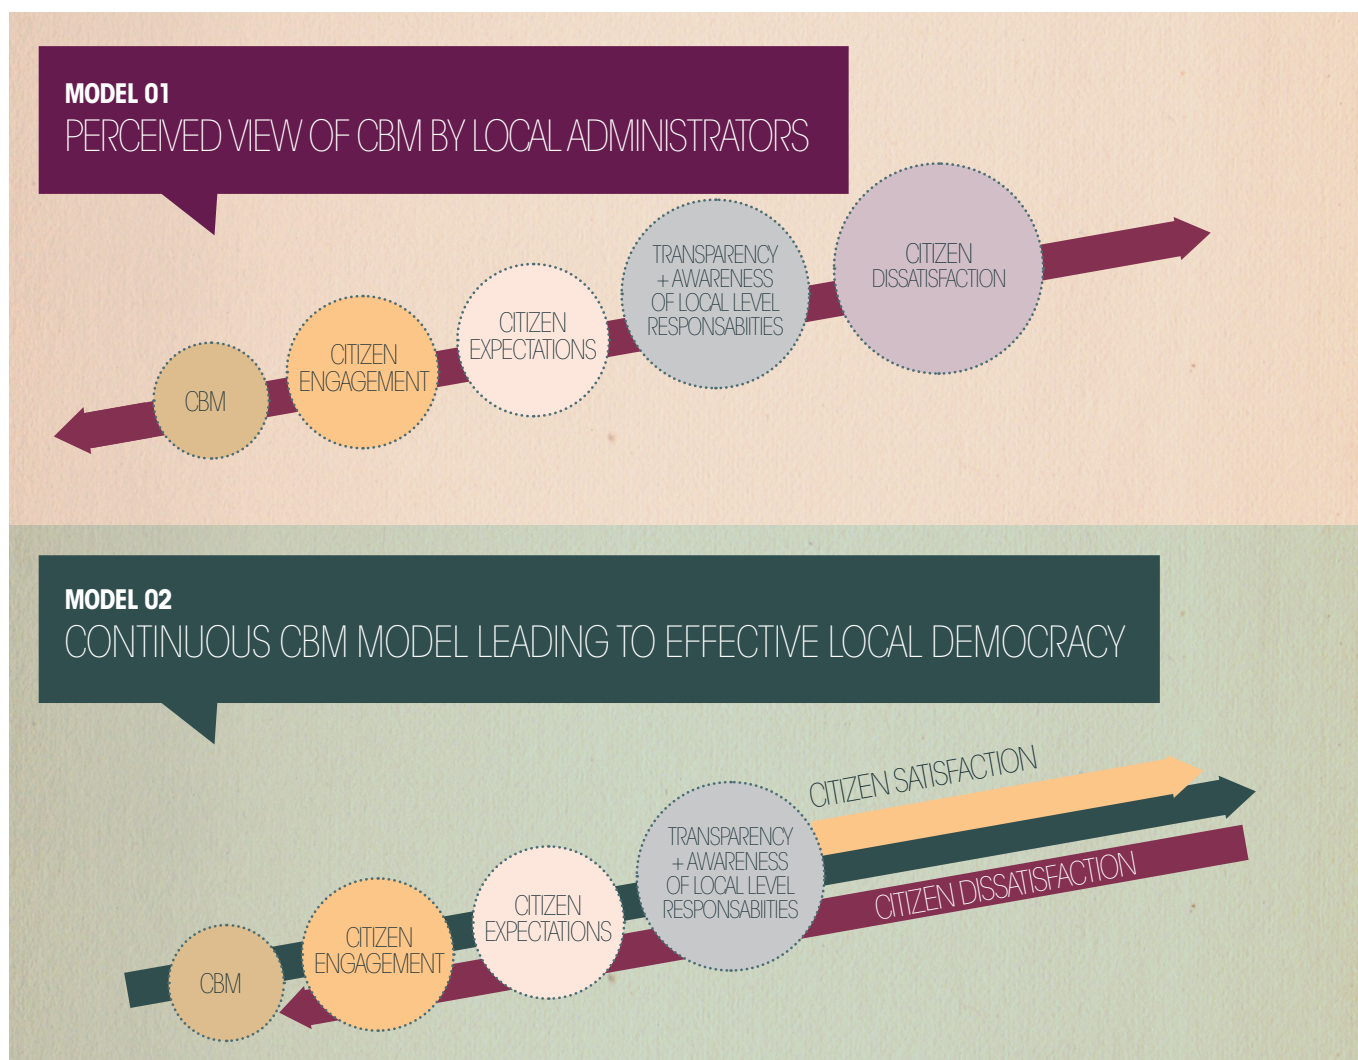 MODEL 01
PERCEIVED VIEW OF CBM BY LOCAL ADMINISTRATORS
CBM
CITIZEN
ENGAGEMENT
CITIZEN
EXPECTATIONS
TRANSPARENCY
+ AWARENESS
OF LOCAL LEVEL
RESPONSABIITIES
CITIZEN
DISSATISFACTION
MODEL 02
CONTINUOUS CBM MODEL LEADING TO EFFECTIVE LOCAL DEMOCRACY
CBM
CITIZEN
ENGAGEMENT
CITIZEN
EXPECTATIONS
TRANSPARENCY
+ AWARENESS
OF LOCAL LEVEL
RESPONSABIITIES
CITIZEN SATISFACTION
CITIZEN DISSATISFACTION